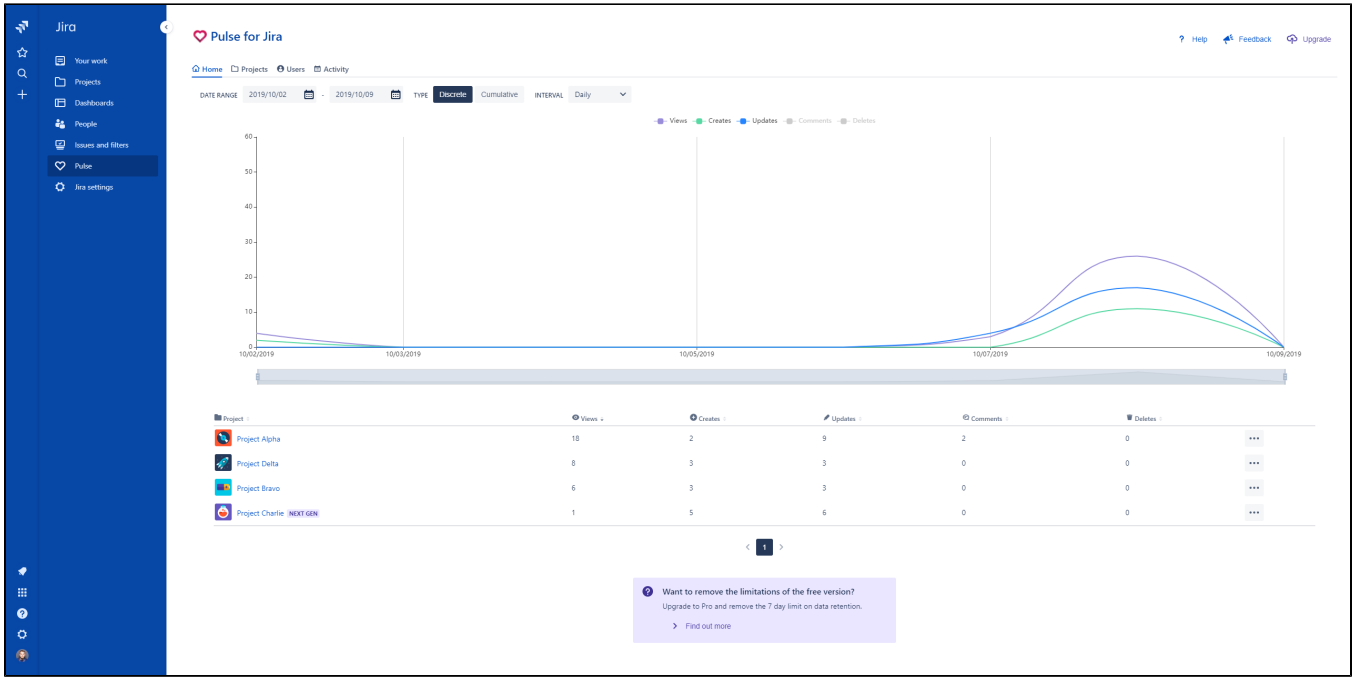 Jira
Your work
Projects
Dashboards
People
Issues and filters
Pulse
Jira settings
Pulse for Jira
? Help Feedback Upgrade
Home Projects Users Activity
DATE RANGE 2019/10/02 - 2019/10/09 TYPE Discrete Cumulative INTERVAL Daily
Views Creates Updates Comments Deletes
60
50
40
30
20
10
0
10/02/2019 10/03/2019 10/05/2019 10/07/2019 10/09/2019
Project Views Creates Updates Comments Deletes
Project Alpha 18 2 9 2 0
Project Delta 8 3 3 0 0
Project Bravo 6 3 3 0 0
Project Charlie NEXT GEN 1 5 6 0 0
< 1 >
Want to remove the limitations of the free version?
Upgrade to Pro and remove the 7 day limit on data retention.
> Find out more